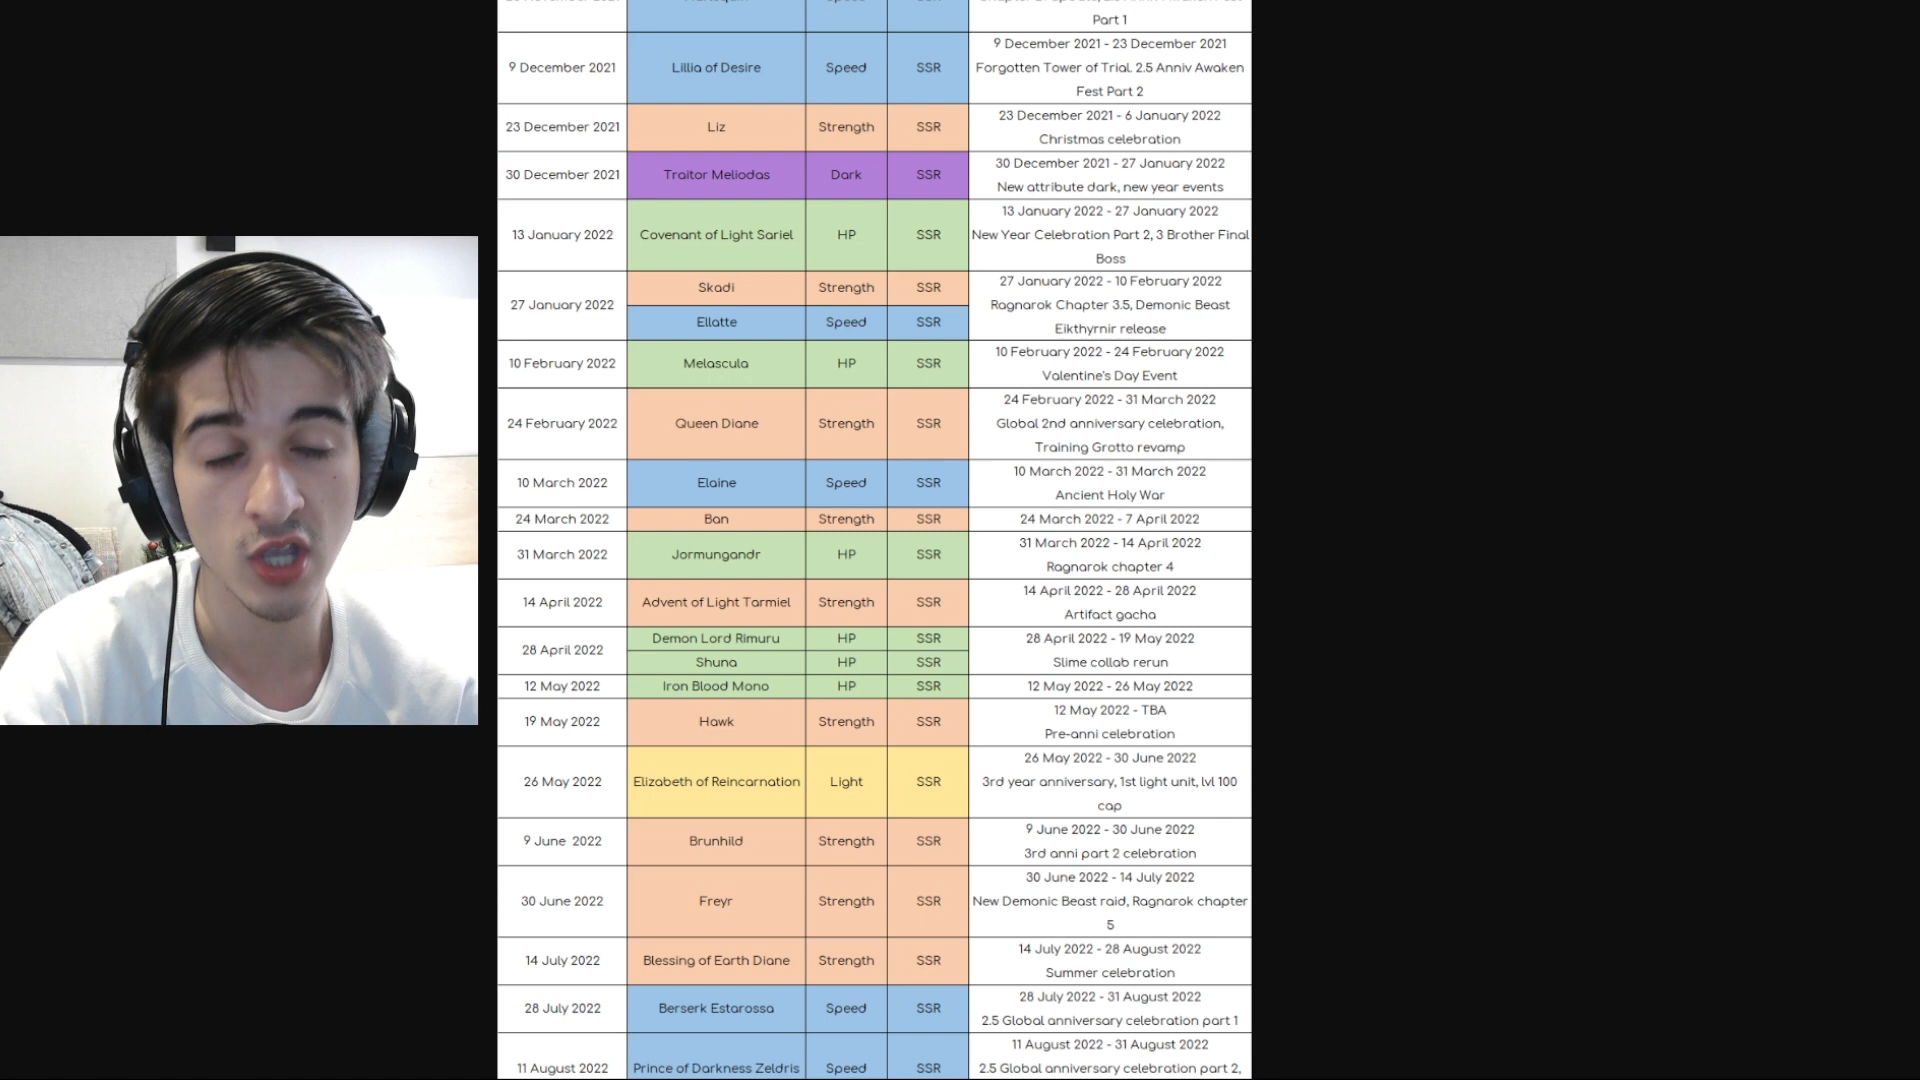 Part 1
9 December 2021
Lillia of Desire
Speed
SSR
9 December 2021 - 23 December 2021
Forgotten Tower of Trial. 2.5 Anniv Awaken
Fest Part 2
23 December 2021
Liz
Strength
SSR
23 December 2021 - 6 January 2022
Christmas celebration
30 December 2021
Traitor Meliodas
Dark
SSR
30 December 2021 - 27 January 2022
New attribute dark, new year events
13 January 2022
Covenant of Light Sariel
HP
SSR
13 January 2022 - 27 January 2022
New Year Celebration Part 2, 3 Brother Final
Boss
27 January 2022
Skadi
Strength
SSR
Ellatte
Speed
SSR
27 January 2022 - 10 February 2022
Ragnarok Chapter 3.5, Demonic Beast
Eikthyrnir release
10 February 2022
Melascula
HP
SSR
10 February 2022 - 24 February 2022
Valentine's Day Event
24 February 2022
Queen Diane
Strength
SSR
24 February 2022 - 31 March 2022
Global 2nd anniversary celebration,
Training Grotto revamp
10 March 2022
Elaine
Speed
SSR
10 March 2022 - 31 March 2022
Ancient Holy War
24 March 2022
Ban
Strength
SSR
24 March 2022 - 7 April 2022
31 March 2022
Jormungandr
HP
SSR
31 March 2022 - 14 April 2022
Ragnarok chapter 4
14 April 2022
Advent of Light Tarmiel
Strength
SSR
14 April 2022 - 28 April 2022
Artifact gacha
28 April 2022
Demon Lord Rimuru
HP
SSR
Shuna
HP
SSR
28 April 2022 - 19 May 2022
Slime collab rerun
12 May 2022
Iron Blood Mono
HP
SSR
12 May 2022 - 26 May 2022
19 May 2022
Hawk
Strength
SSR
12 May 2022 - TBA
Pre-anni celebration
26 May 2022
Elizabeth of Reincarnation
Light
SSR
26 May 2022 - 30 June 2022
3rd year anniversary, 1st light unit, lvl 100
cap
9 June 2022
Brunhild
Strength
SSR
9 June 2022 - 30 June 2022
3rd anni part 2 celebration
30 June 2022
Freyr
Strength
SSR
30 June 2022 - 14 July 2022
New Demonic Beast raid, Ragnarok chapter
5
14 July 2022
Blessing of Earth Diane
Strength
SSR
14 July 2022 - 28 August 2022
Summer celebration
28 July 2022
Berserk Estarossa
Speed
SSR
28 July 2022 - 31 August 2022
2.5 Global anniversary celebration part 1
11 August 2022
Prince of Darkness Zeldris
Speed
SSR
11 August 2022 - 31 August 2022
2.5 Global anniversary celebration part 2,